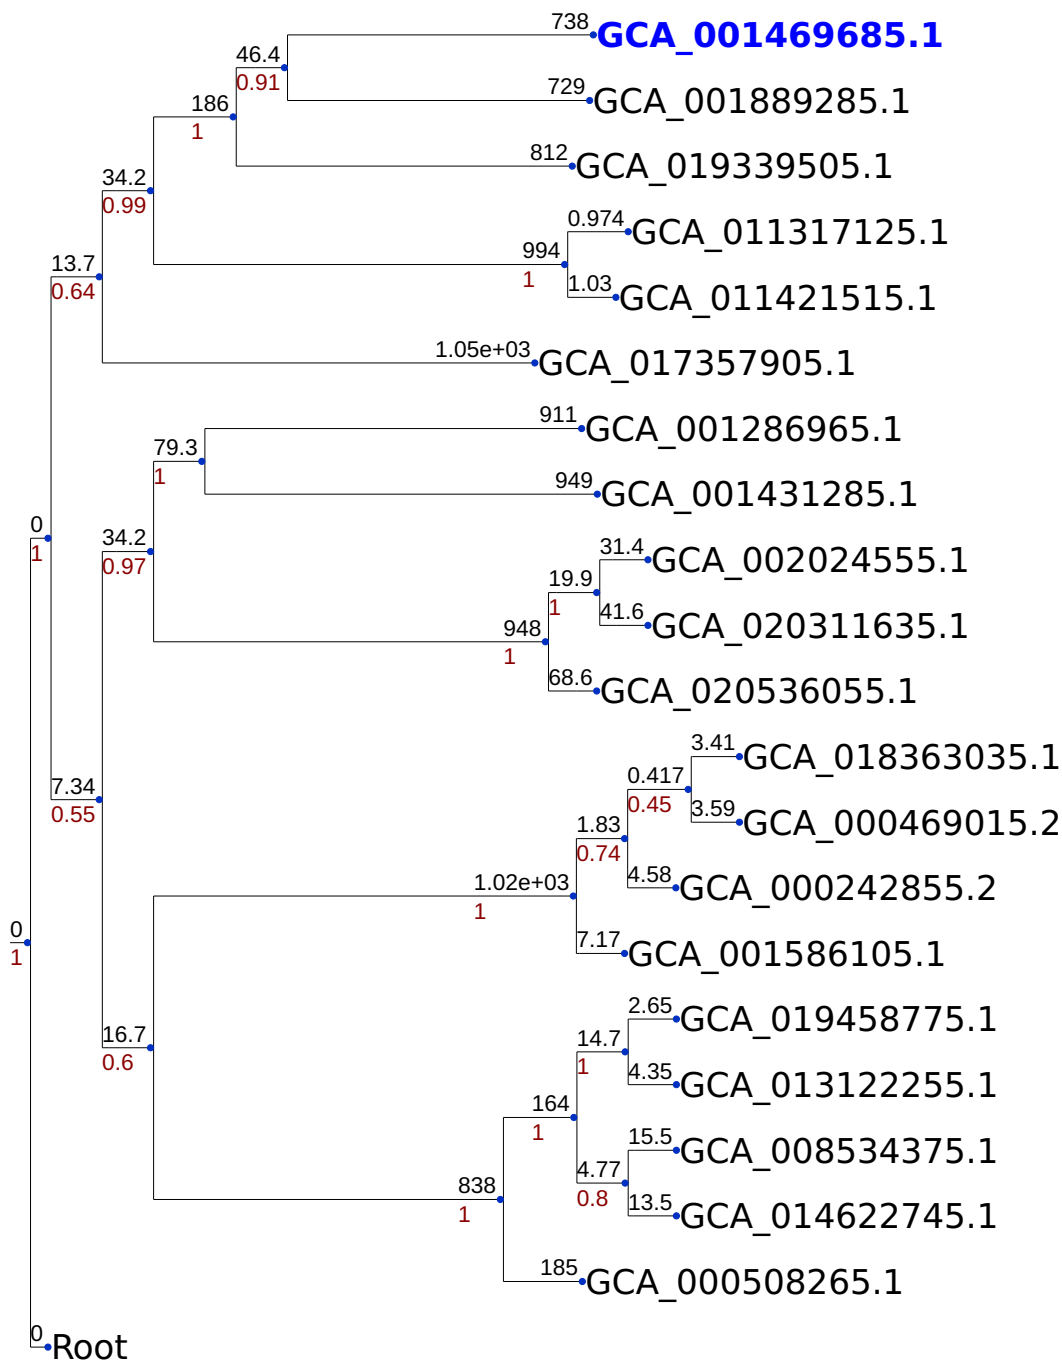 738 GCA_001469685.1
46.4
0.91
729 GCA_001889285.1
186
1
812 GCA_019339505.1
34.2
0.99
0.974 GCA_011317125.1
994
1
1.03 GCA_011421515.1
13.7
0.64
1.05e+03 GCA_017357905.1
911 GCA_001286965.1
79.3
1
949 GCA_001431285.1
0
1
34.2
0.97
31.4 GCA_002024555.1
19.9
1
41.6 GCA_020311635.1
948
1
68.6 GCA_020536055.1
7.34
0.55
3.41 GCA_018363035.1
0.417
0.45
3.59 GCA_000469015.2
1.83
0.74
4.58 GCA_000242855.2
1.02e+03
1
7.17 GCA_001586105.1
0
1
16.7
0.6
2.65 GCA_019458775.1
14.7
1
4.35 GCA_013122255.1
164
1
15.5 GCA_008534375.1
4.77
0.8
13.5 GCA_014622745.1
838
1
185 GCA_000508265.1
0 Root